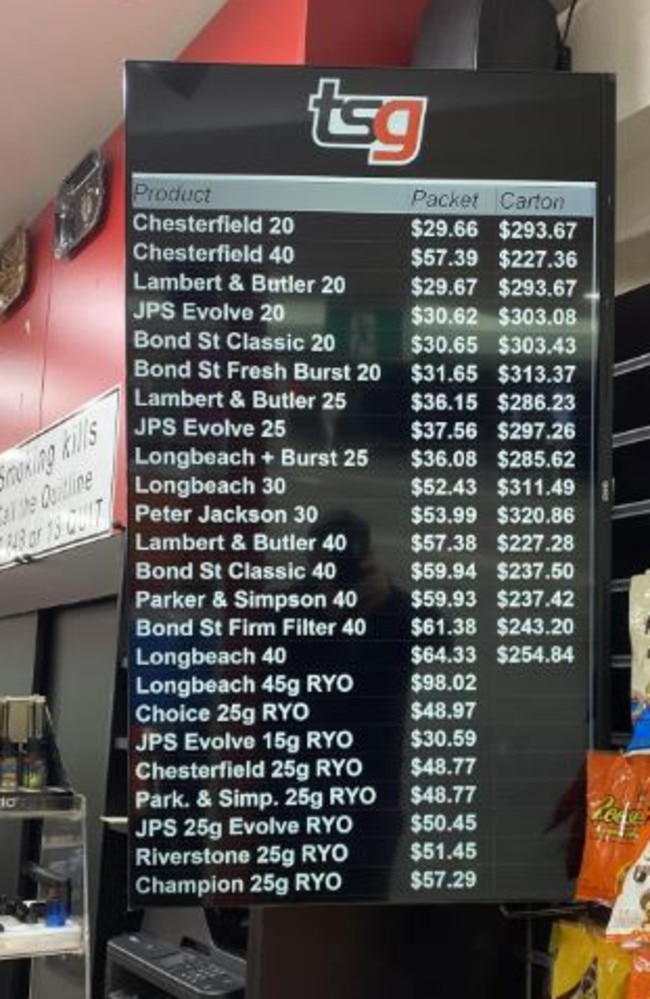 tsg
Product Packet Carton
Chesterfield 20 $29.66 $293.67
Chesterfield 40 $57.39 $227.36
Lambert & Butler 20 $29.67 $293.67
JPS Evolve 20 $30.62 $303.08
Bond St Classic 20 $30.65 $303.43
Bond St Fresh Burst 20 $31.65 $313.37
Lambert & Butler 25 $36.15 $286.23
JPS Evolve 25 $37.56 $297.26
Longbeach + Burst 25 $36.08 $285.62
Longbeach 30 $52.43 $311.49
Peter Jackson 30 $53.99 $320.86
Lambert & Butler 40 $57.38 $227.28
Bond St Classic 40 $59.94 $237.50
Parker & Simpson 40 $59.93 $237.42
Bond St Firm Filter 40 $61.38 $243.20
Longbeach 40 $64.33 $254.84
Longbeach 45g RYO $98.02
Choice 25g RYO $48.97
JPS Evolve 15g RYO $30.59
Chesterfield 25g RYO $48.77
Park. & Simp. 25g RYO $48.77
JPS 25g Evolve RYO $50.45
Riverstone 25g RYO $51.45
Champion 25g RYO $57.29
Smoking kills
the Quitline
848 or 13 QUIT